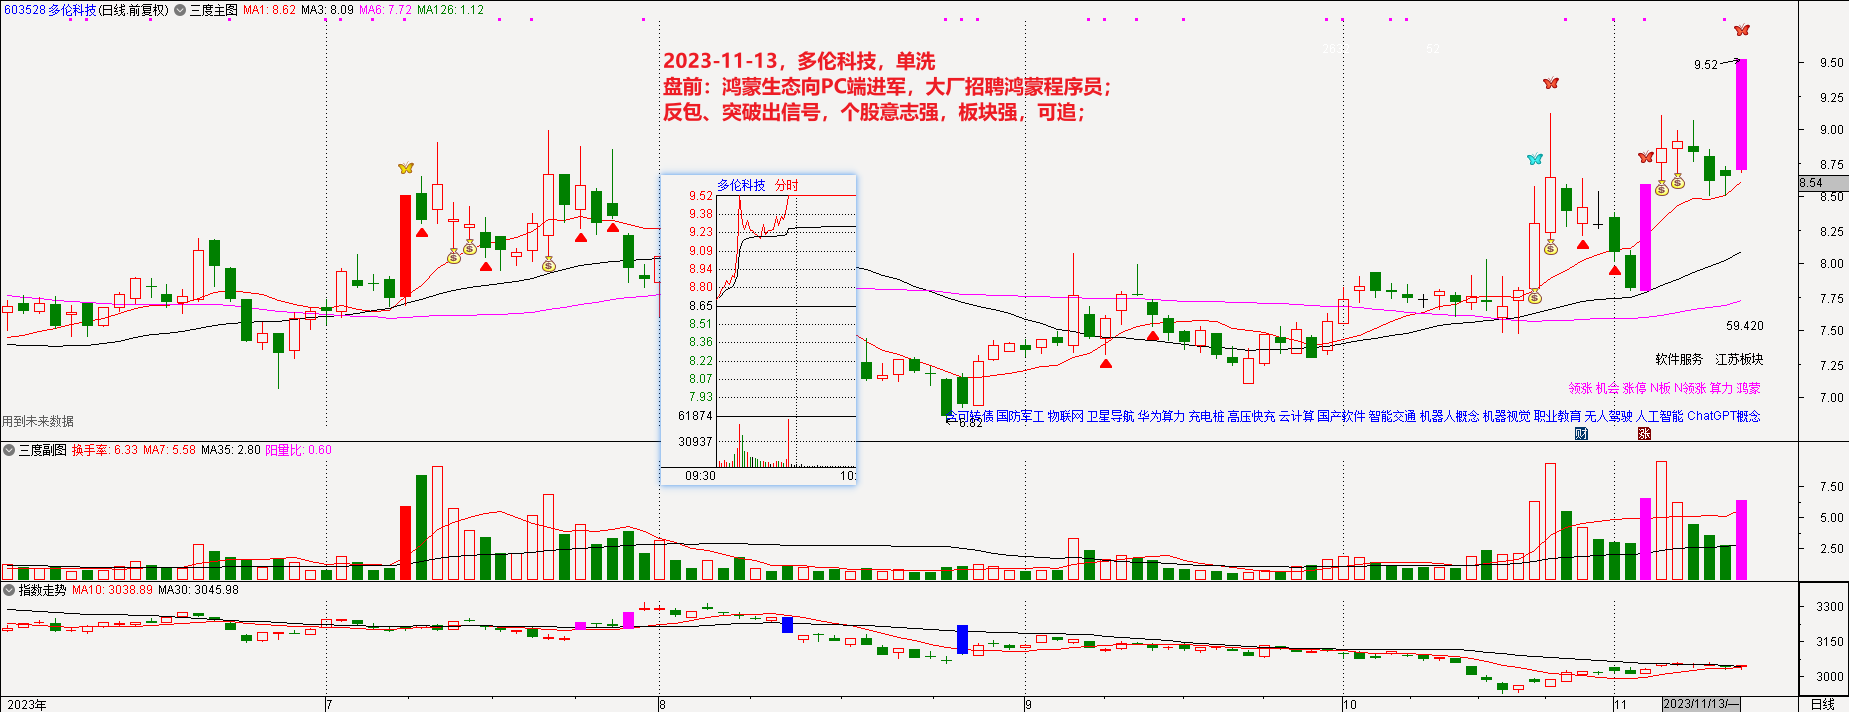 603528 多伦科技(日线.前复权) 三度主图 MA1: 8.62 MA3: 8.09 MA6: 7.72 MA126: 1.12
2023-11-13，多伦科技，单洗
盘前：鸿蒙生态向PC端进军，大厂招聘鸿蒙程序员；
反包、突破出信号，个股意志强，板块强，可追；
9.52
9.50
9.25
9.00
8.75
8.54
8.50
8.25
8.00
7.75
7.50
7.25
7.00
多伦科技 分时
9.52
9.38
9.23
9.09
8.94
8.80
8.65
8.51
8.36
8.22
8.07
7.93
61874
30937
09:30 10:
59.420
软件服务 江苏板块
领涨 机会 涨停 N板 N领涨 算力 鸿蒙
含可转债 国防军工 物联网 卫星导航 华为算力 充电桩 高压快充 云计算 国产软件 智能交通 机器人概念 机器视觉 职业教育 无人驾驶 人工智能 ChatGPT概念
6.82
用到未来数据
财 涨
三度副图 换手率: 6.33 MA7: 5.58 MA35: 2.80 阳量比: 0.60
7.50
5.00
2.50
指数走势 MA10: 3038.89 MA30: 3045.98
3300
3150
3000
2023年 7 8 9 10 11 2023/11/13/一 日线